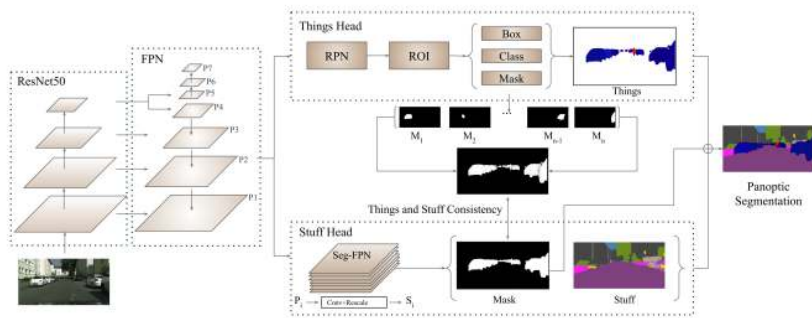 Things Head
FPN
ResNet50
P7
P6
P5
P4
P3
P2
P1
RPN
ROI
Box
Class
Mask
Things
...
M1
M2
Mn-1
Mn
Things and Stuff Consistency
Panoptic
Segmentation
Stuff Head
Seg-FPN
Pi
Conv+Rescale
Si
Mask
Stuff